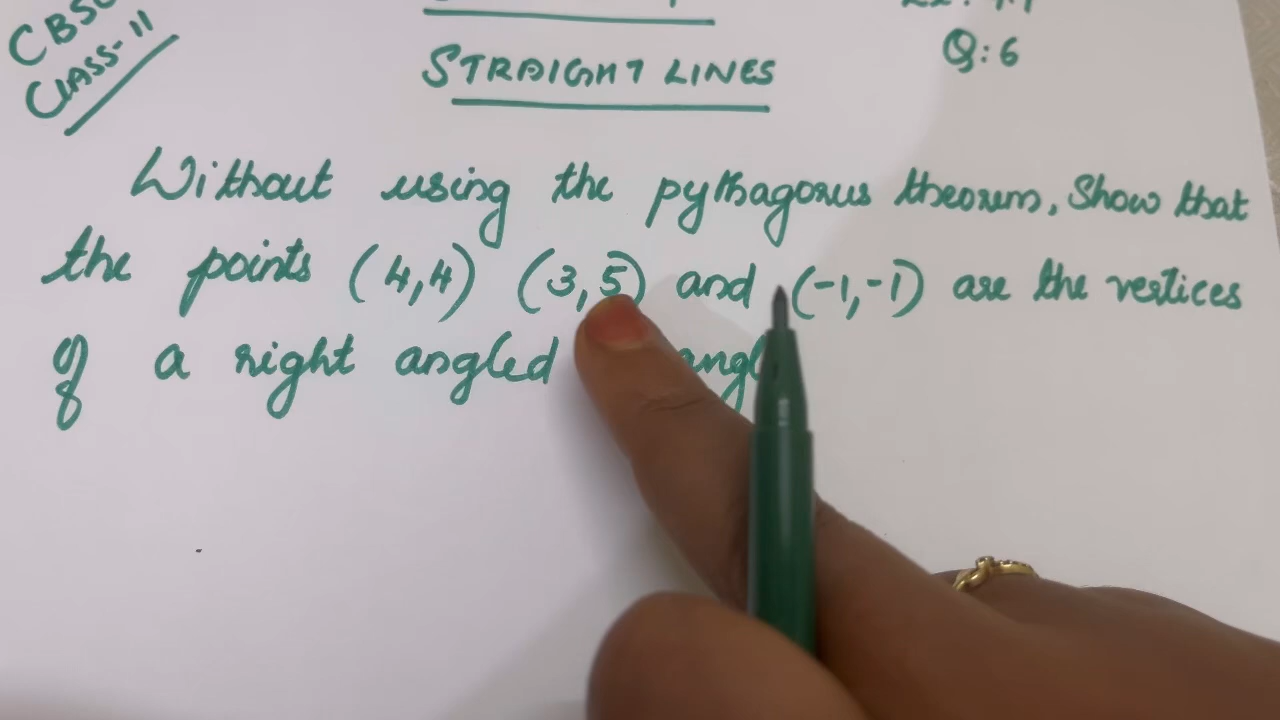 CBSE
CLASS-11
Q:6
STRAIGHT LINES
Without using the pythagorus theorem, Show that
the points (4,4) (3,5) and (-1,-1) are the vertices
of a right angled